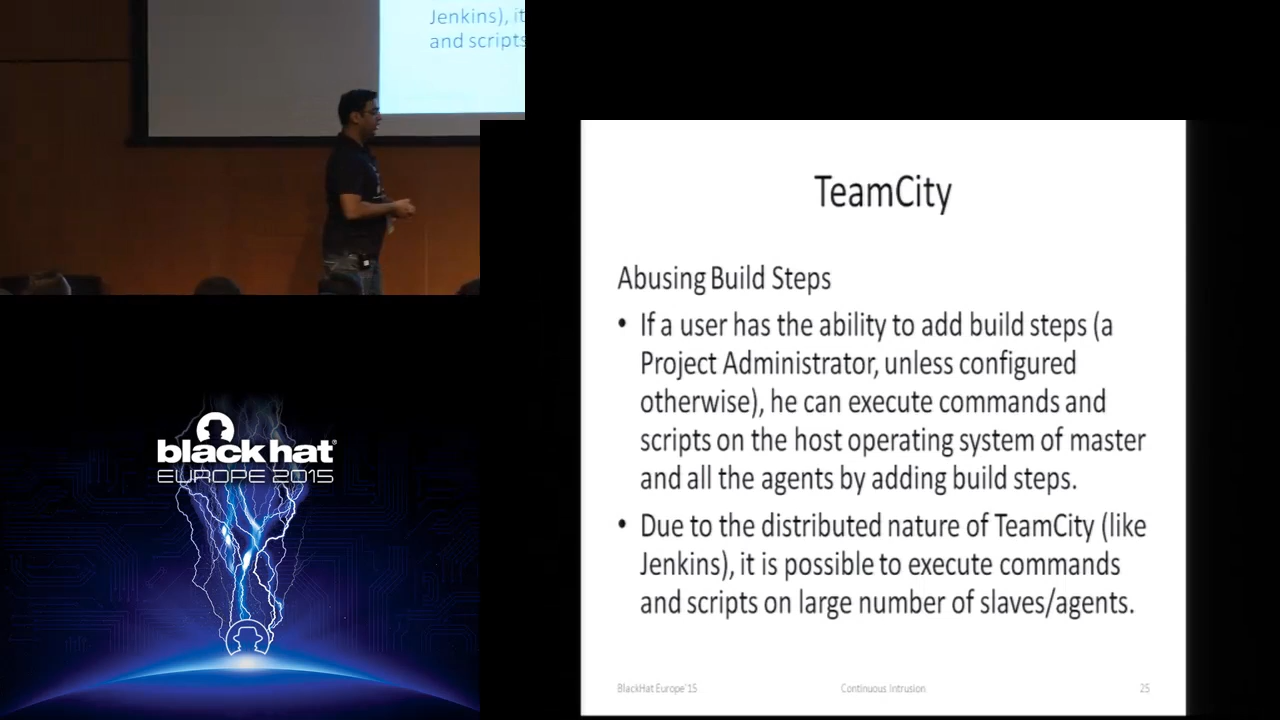 Jenkins), it
and scripts
TeamCity
Abusing Build Steps
• If a user has the ability to add build steps (a
Project Administrator, unless configured
otherwise), he can execute commands and
scripts on the host operating system of master
and all the agents by adding build steps.
• Due to the distributed nature of TeamCity (like
Jenkins), it is possible to execute commands
and scripts on large number of slaves/agents.
BlackHat Europe'15
Continuous Intrusion
25
black hat®
EUROPE 2015